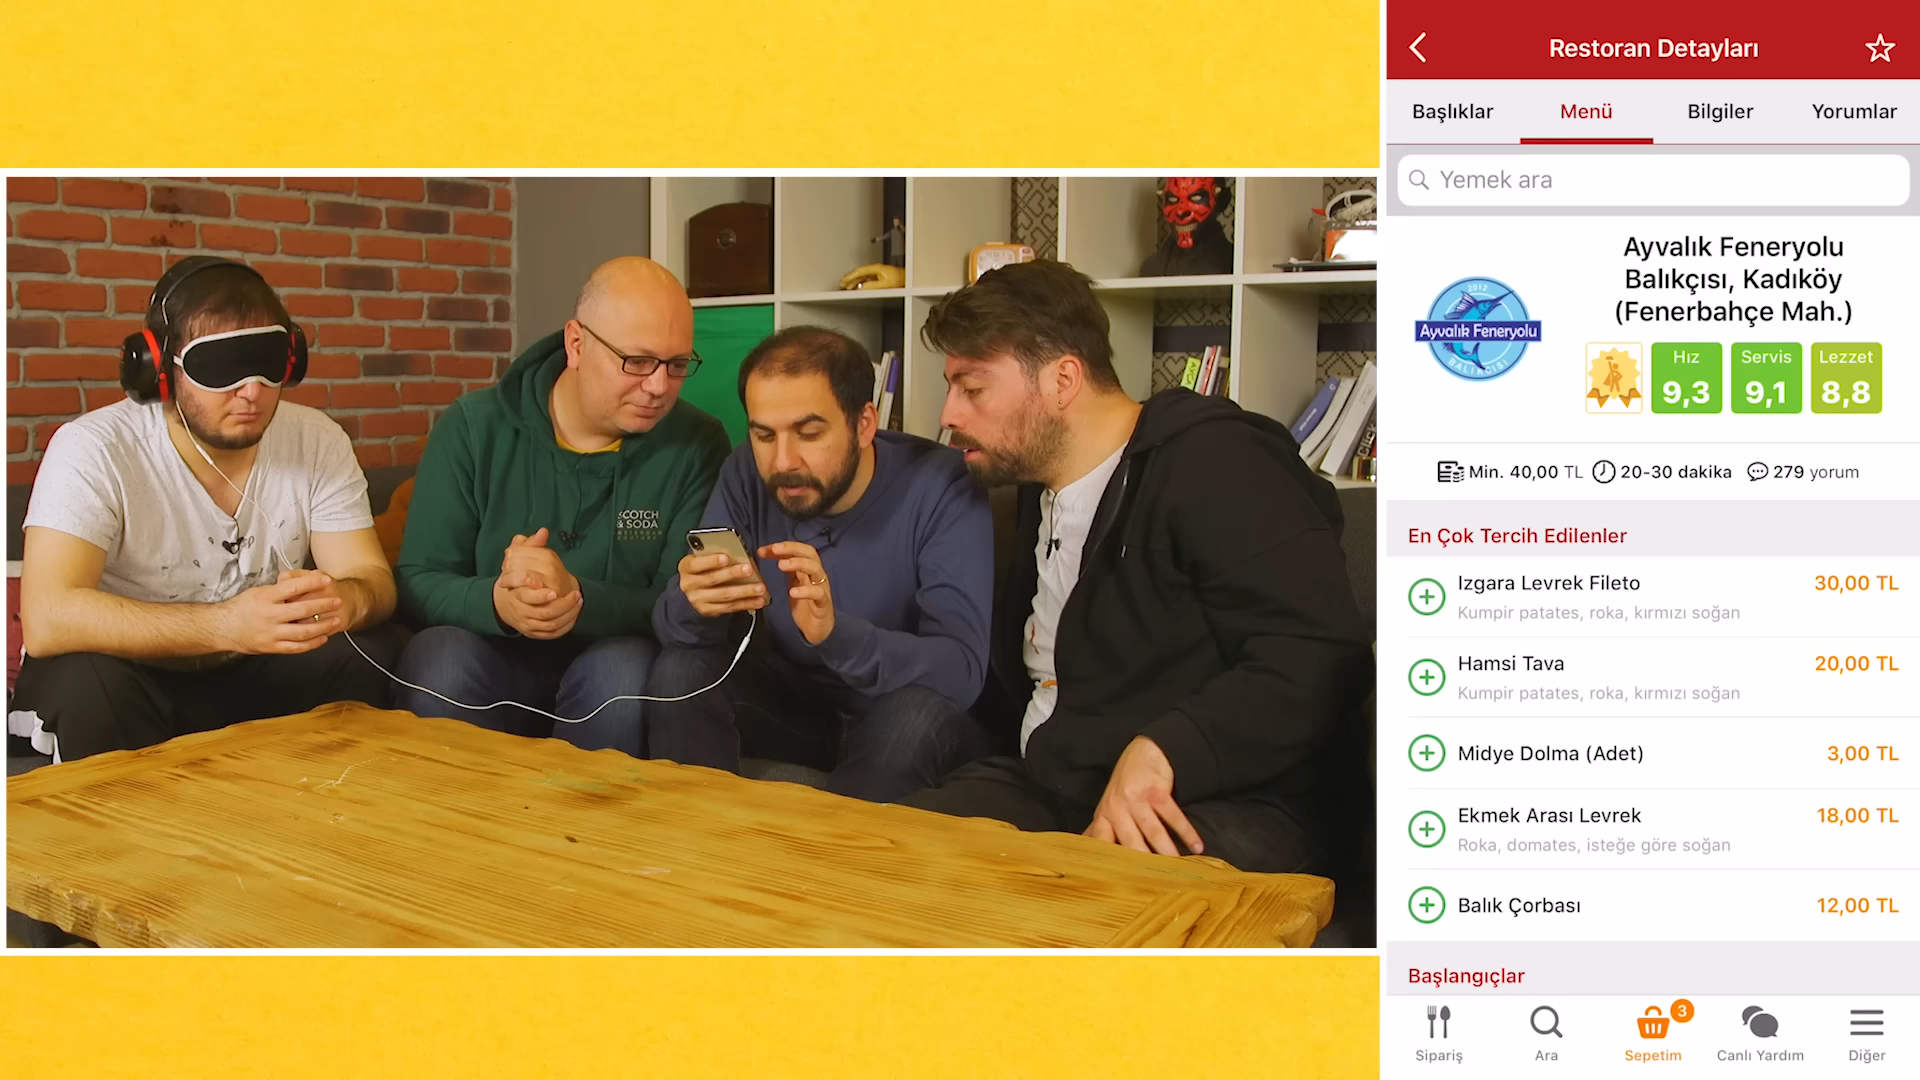 Restoran Detayları
Başlıklar
Menü
Bilgiler
Yorumlar
Yemek ara
2012
Ayvalık Feneryolu
BALIKÇISI
Ayvalık Feneryolu
Balıkçısı, Kadıköy
(Fenerbahçe Mah.)
Hız
9,3
Servis
9,1
Lezzet
8,8
Min. 40,00 TL
20-30 dakika
279 yorum
En Çok Tercih Edilenler
Izgara Levrek Fileto
30,00 TL
Kumpir patates, roka, kırmızı soğan
Hamsi Tava
20,00 TL
Kumpir patates, roka, kırmızı soğan
Midye Dolma (Adet)
3,00 TL
Ekmek Arası Levrek
18,00 TL
Roka, domates, isteğe göre soğan
Balık Çorbası
12,00 TL
Başlangıçlar
3
Sipariş
Ara
Sepetim
Canlı Yardım
Diğer
SCOTCH
& SODA